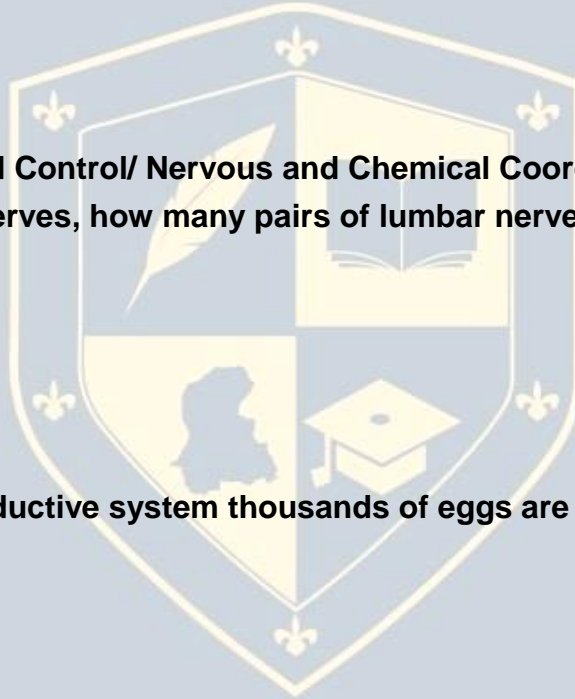 l Control/ Nervous and Chemical Coor
erves, how many pairs of lumbar nerve
ductive system thousands of eggs are